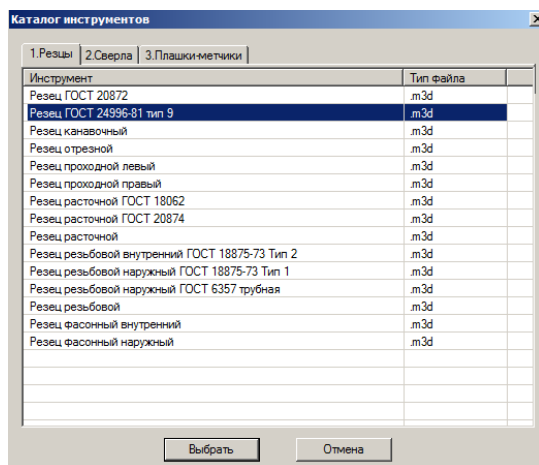 Каталог инструментов
1.Резцы 2.Сверла 3.Плашки-метчики
Инструмент Тип файла
Резец ГОСТ 20872 .m3d
Резец ГОСТ 24996-81 тип 9 .m3d
Резец канавочный .m3d
Резец отрезной .m3d
Резец проходной левый .m3d
Резец проходной правый .m3d
Резец расточной ГОСТ 18062 .m3d
Резец расточной ГОСТ 20874 .m3d
Резец расточной .m3d
Резец резьбовой внутренний ГОСТ 18875-73 Тип 2 .m3d
Резец резьбовой наружный ГОСТ 18875-73 Тип 1 .m3d
Резец резьбовой наружный ГОСТ 6357 трубная .m3d
Резец резьбовой .m3d
Резец фасонный внутренний .m3d
Резец фасонный наружный .m3d
Выбрать Отмена